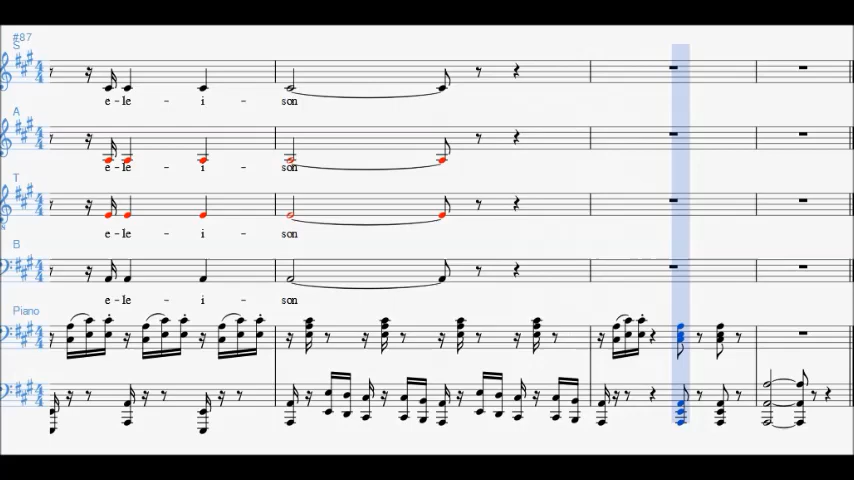 #87
S
e - le - i - son
A
e - le - i - son
T
e - le - i - son
B
e - le - i - son
Piano